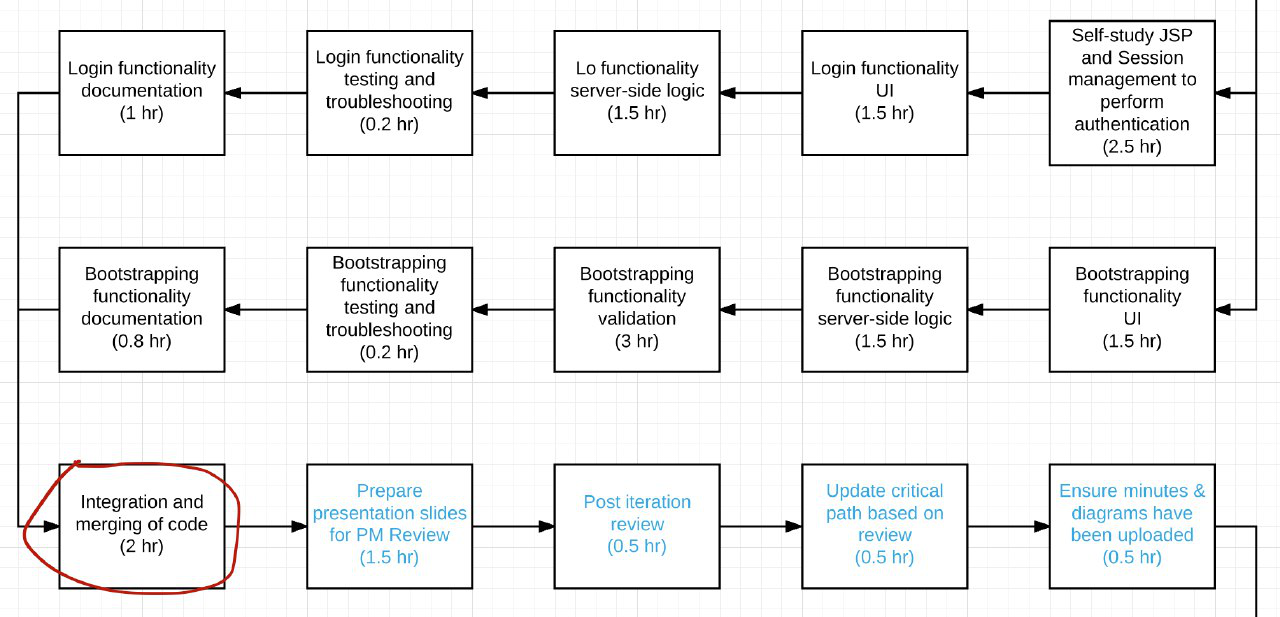 Login functionality
documentation
(1 hr)
Login functionality
testing and
troubleshooting
(0.2 hr)
Lo functionality
server-side logic
(1.5 hr)
Login functionality
UI
(1.5 hr)
Self-study JSP
and Session
management to
perform
authentication
(2.5 hr)
Bootstrapping
functionality
documentation
(0.8 hr)
Bootstrapping
functionality
testing and
troubleshooting
(0.2 hr)
Bootstrapping
functionality
validation
(3 hr)
Bootstrapping
functionality
server-side logic
(1.5 hr)
Bootstrapping
functionality
UI
(1.5 hr)
Integration and
merging of code
(2 hr)
Prepare
presentation slides
for PM Review
(1.5 hr)
Post iteration
review
(0.5 hr)
Update critical
path based on
review
(0.5 hr)
Ensure minutes &
diagrams have
been uploaded
(0.5 hr)